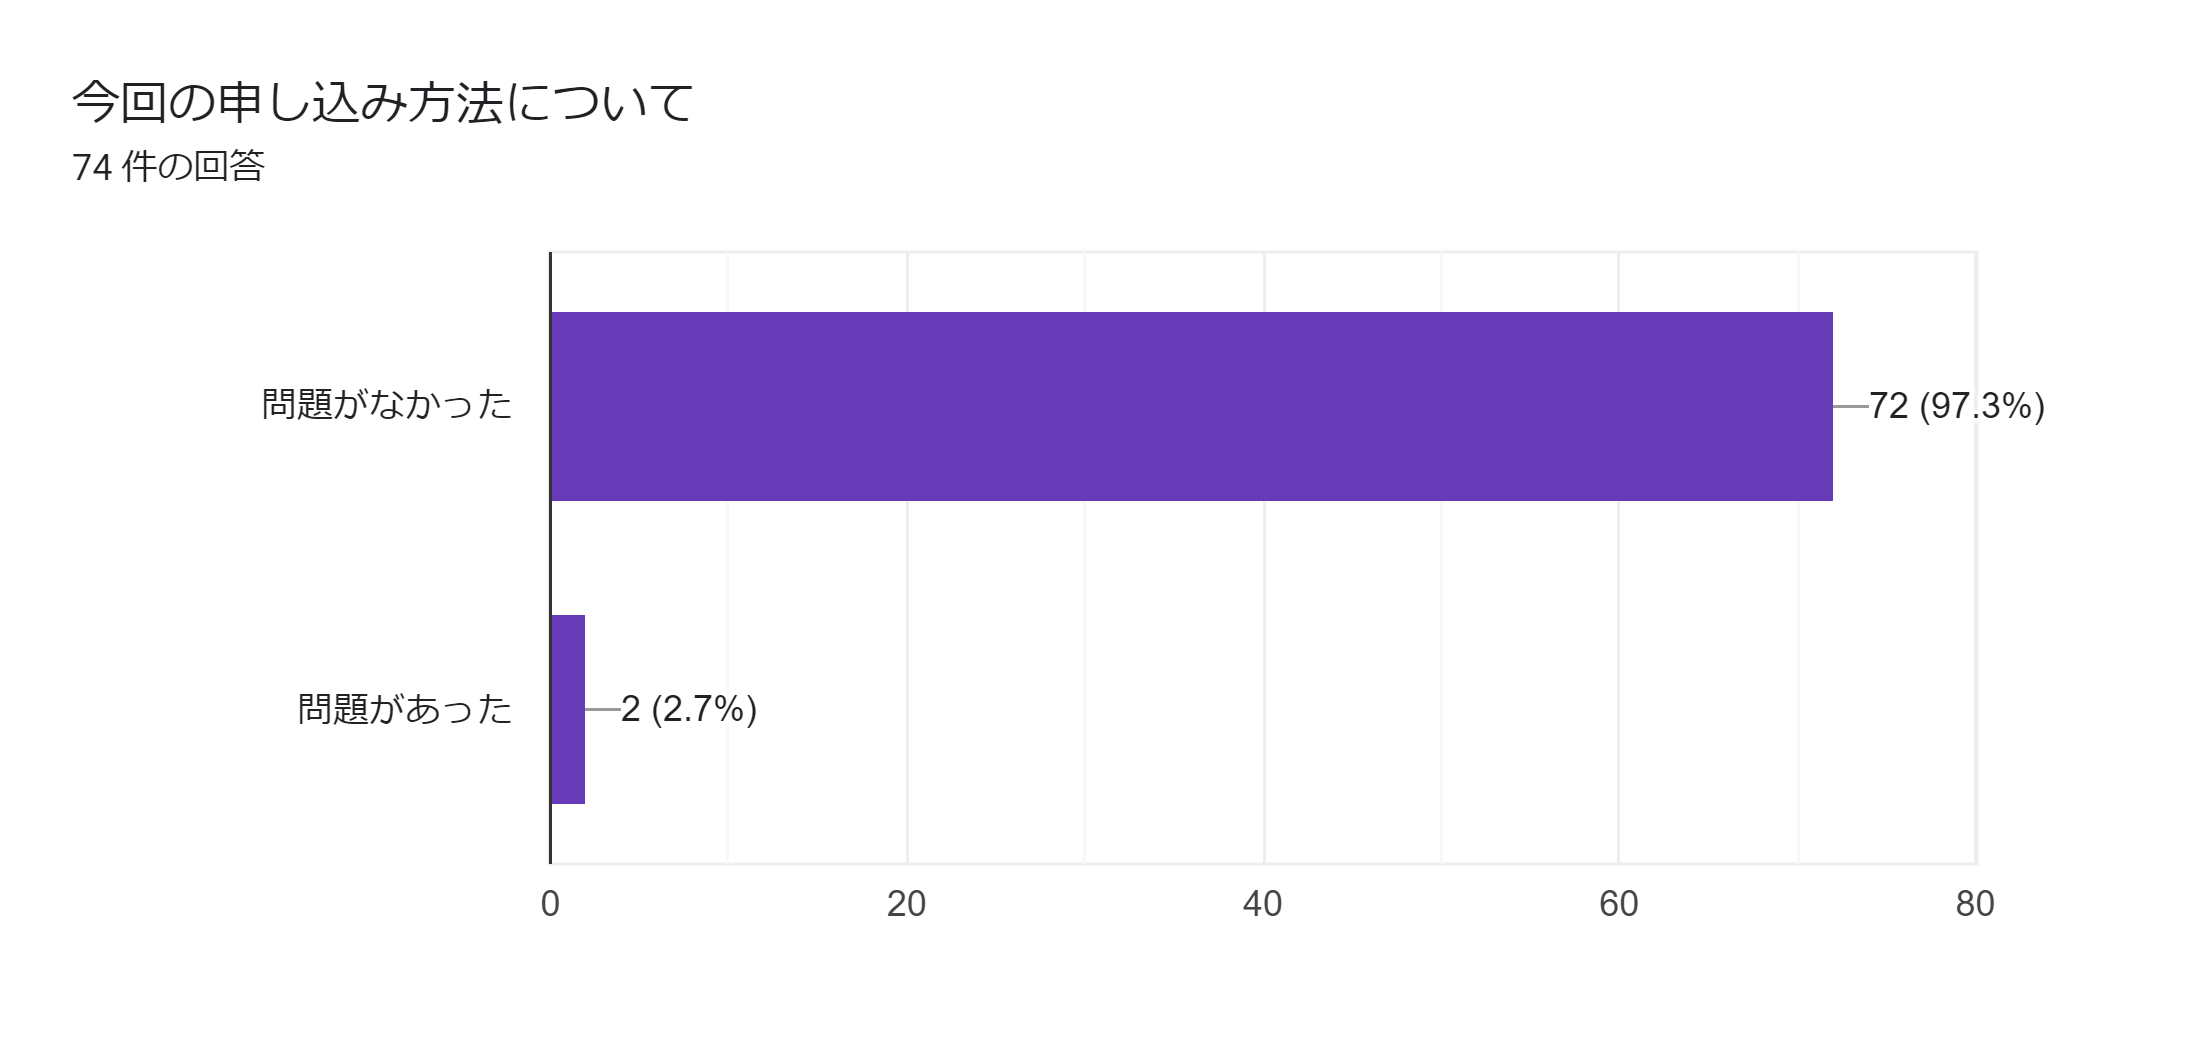 今回の申し込み方法について
74 件の回答
問題がなかった
72 (97.3%)
問題があった
2 (2.7%)
0 20 40 60 80